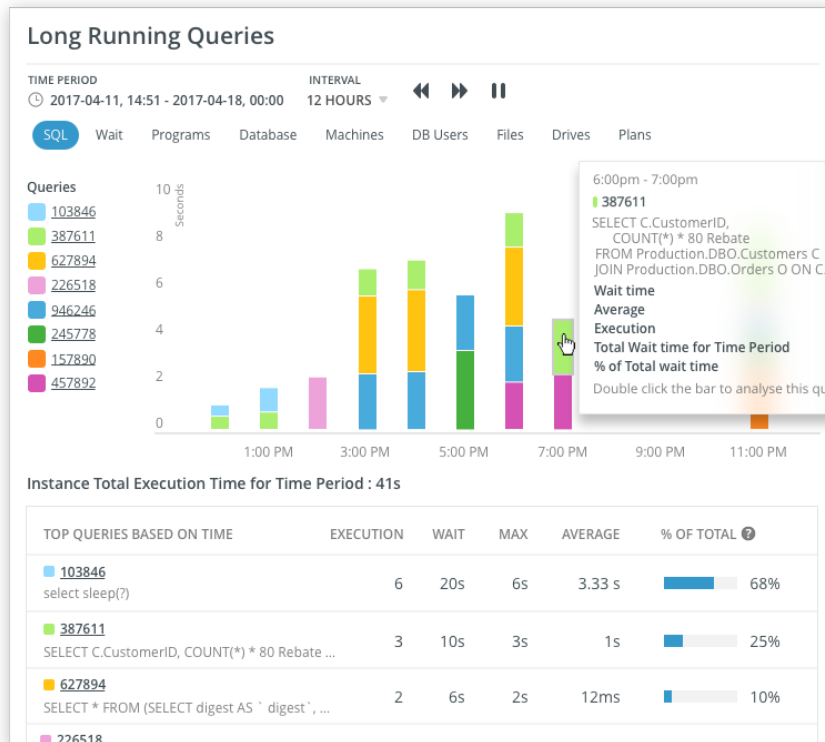 Long Running Queries
TIME PERIOD
2017-04-11, 14:51 - 2017-04-18, 00:00
INTERVAL
12 HOURS
SQL Wait Programs Database Machines DB Users Files Drives Plans
Queries
103846
387611
627894
226518
946246
245778
157890
457892
Seconds
10
8
6
4
2
0
1:00 PM 3:00 PM 5:00 PM 7:00 PM 9:00 PM 11:00 PM
6:00pm - 7:00pm
387611
SELECT C.CustomerID,
COUNT(*) * 80 Rebate
FROM Production.DBO.Customers C
JOIN Production.DBO.Orders O ON C.
Wait time
Average
Execution
Total Wait time for Time Period
% of Total wait time
Double click the bar to analyse this qu
Instance Total Execution Time for Time Period : 41s
TOP QUERIES BASED ON TIME EXECUTION WAIT MAX AVERAGE % OF TOTAL ?
103846
select sleep(?)
6 20s 6s 3.33 s 68%
387611
SELECT C.CustomerID, COUNT(*) * 80 Rebate ...
3 10s 3s 1s 25%
627894
SELECT * FROM (SELECT digest AS ` digest`, ...
2 6s 2s 12ms 10%
226518